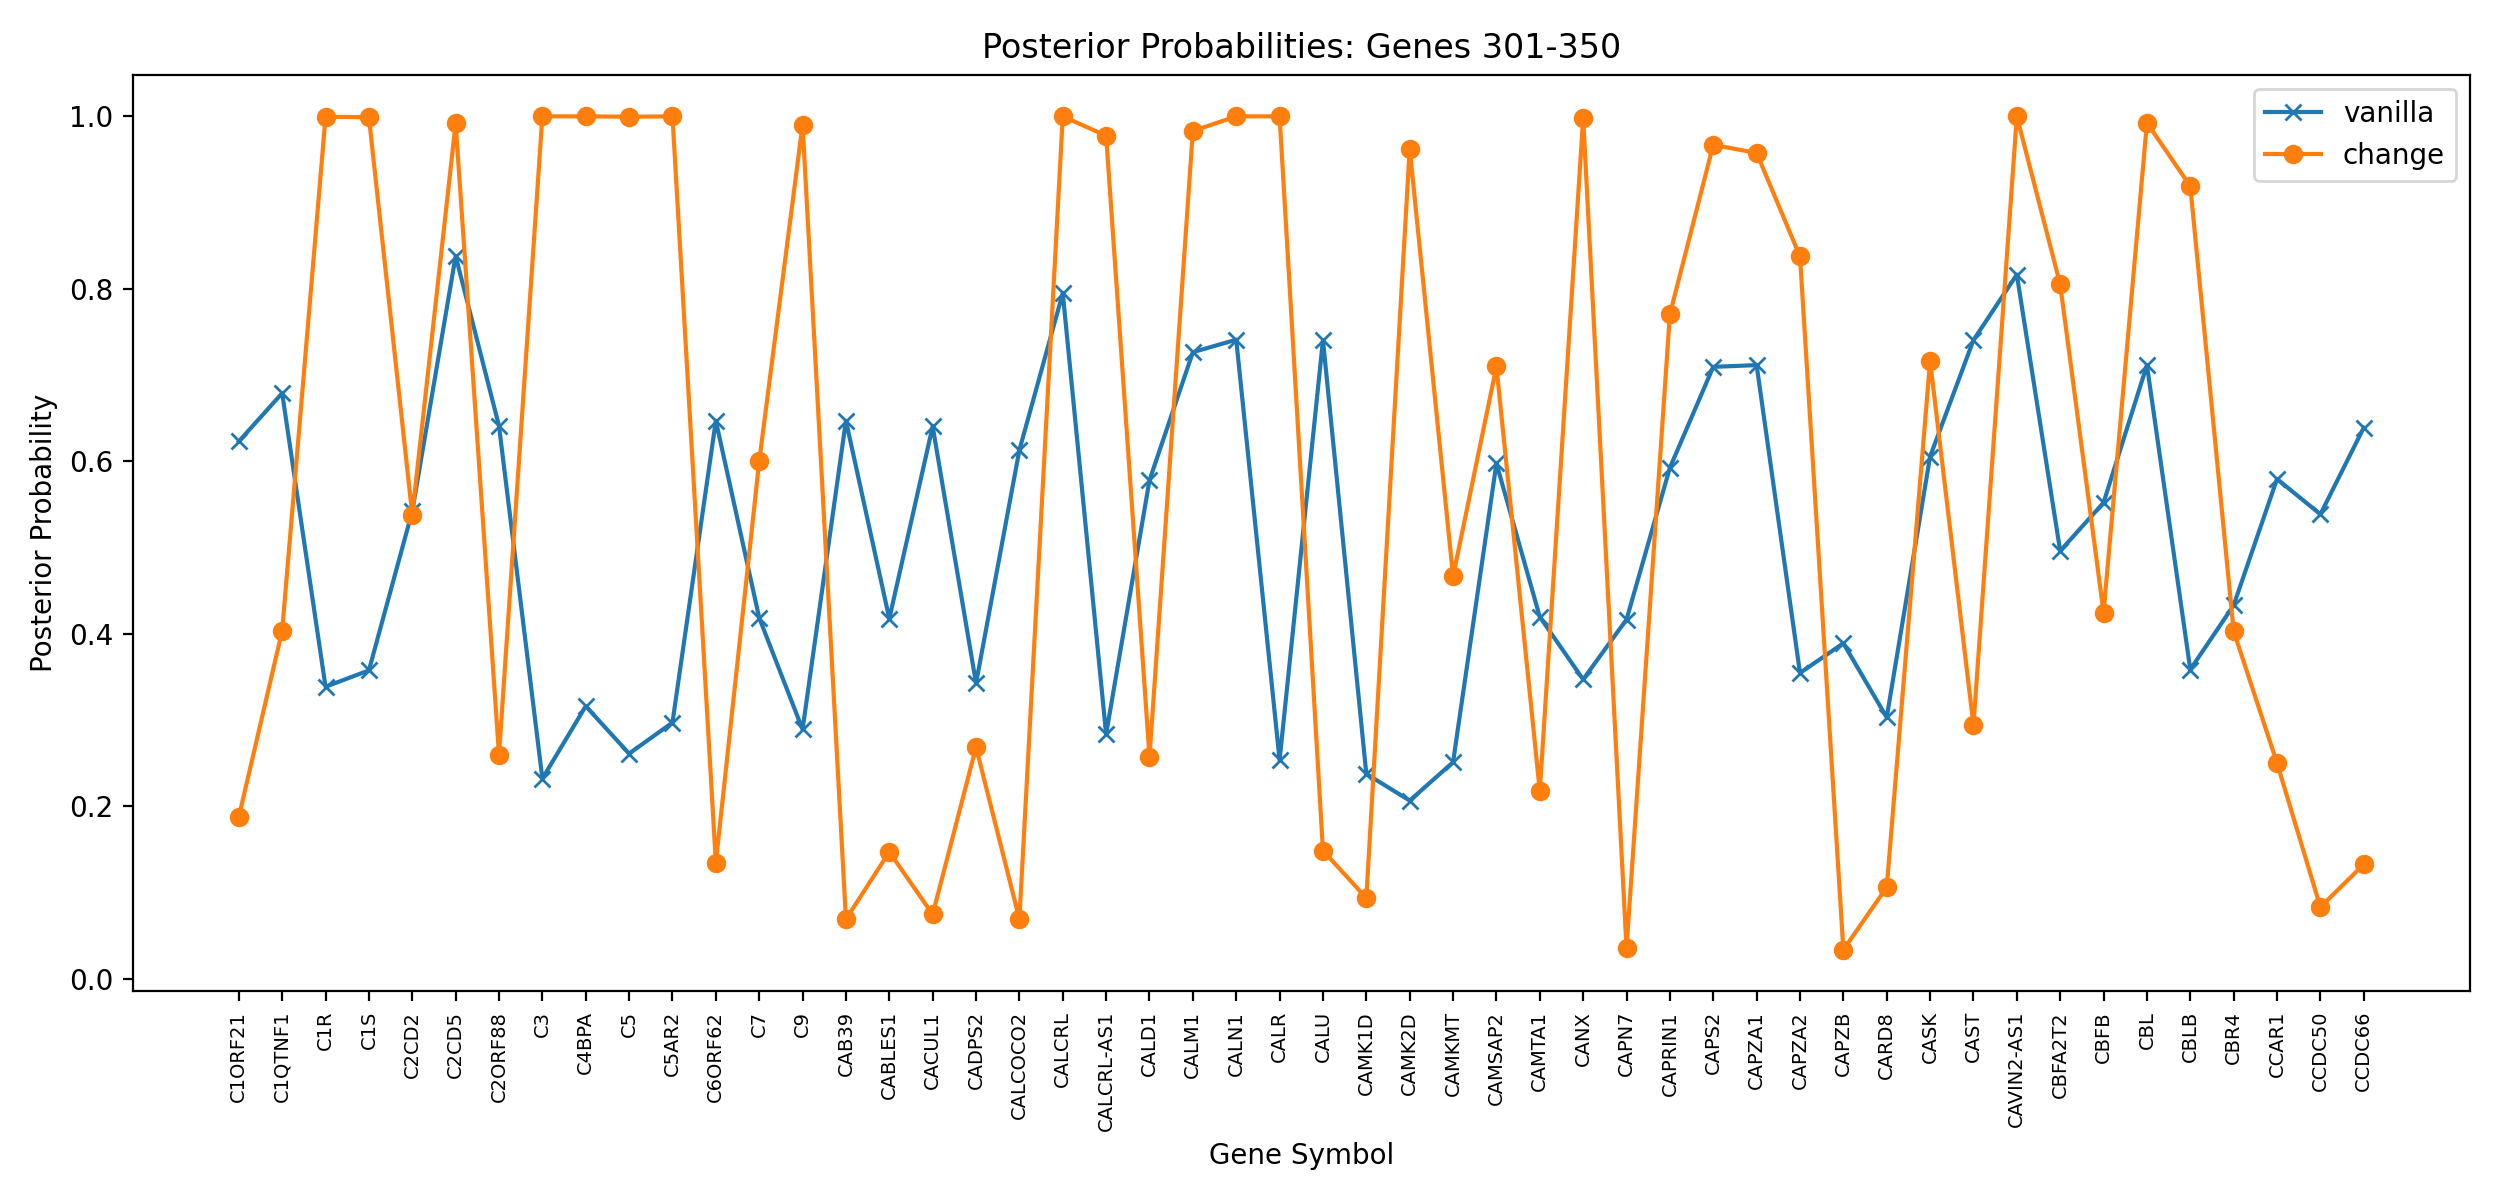 Posterior Probabilities: Genes 301-350
vanilla
change
Posterior Probability
1.0
0.8
0.6
0.4
0.2
0.0
C1ORF21
C1QTNF1
C1R
C1S
C2CD2
C2CD5
C2ORF88
C3
C4BPA
C5
C5AR2
C6ORF62
C7
C9
CAB39
CABLES1
CACUL1
CADPS2
CALCOCO2
CALCRL
CALCRL-AS1
CALD1
CALM1
CALN1
CALR
CALU
CAMK1D
CAMK2D
CAMKMT
CAMSAP2
CAMTA1
CANX
CAPN7
CAPRIN1
CAPS2
CAPZA1
CAPZA2
CAPZB
CARD8
CASK
CAST
CAVIN2-AS1
CBFA2T2
CBFB
CBL
CBLB
CBR4
CCAR1
CCDC50
CCDC66
Gene Symbol